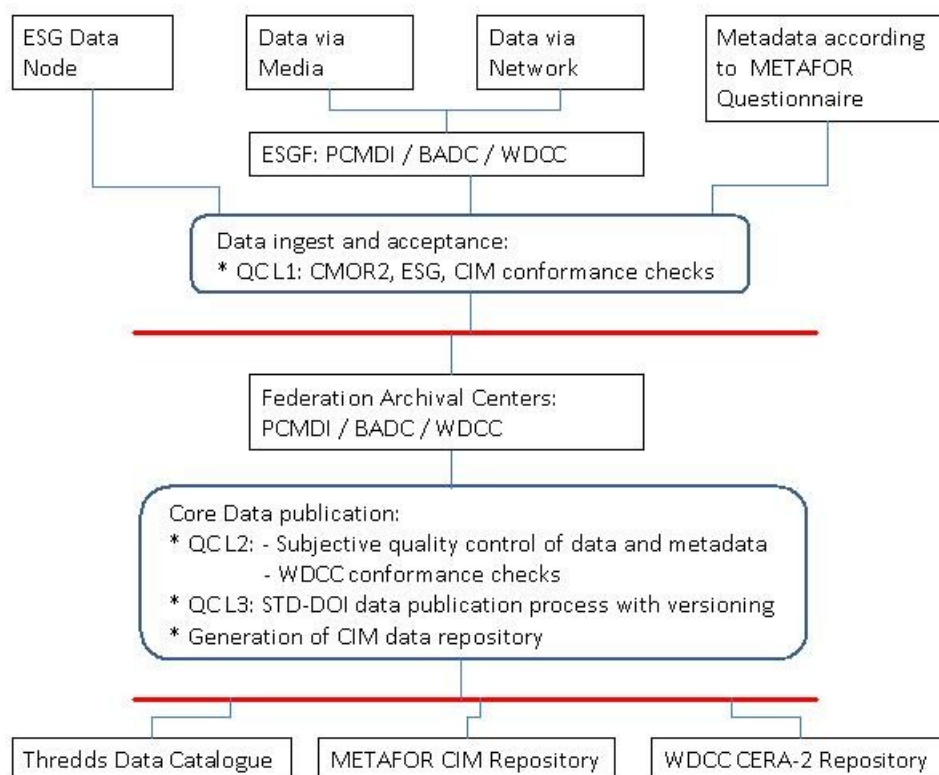 ESG Data
Node
Data via
Media
Data via
Network
Metadata according
to METAFOR
Questionnaire
ESGF: PCMDI / BADC / WDCC
Data ingest and acceptance:
* QC L1: CMOR2, ESG, CIM conformance checks
Federation Archival Centers:
PCMDI / BADC / WDCC
Core Data publication:
* QC L2: - Subjective quality control of data and metadata
- WDCC conformance checks
* QC L3: STD-DOI data publication process with versioning
* Generation of CIM data repository
Thredds Data Catalogue
METAFOR CIM Repository
WDCC CERA-2 Repository